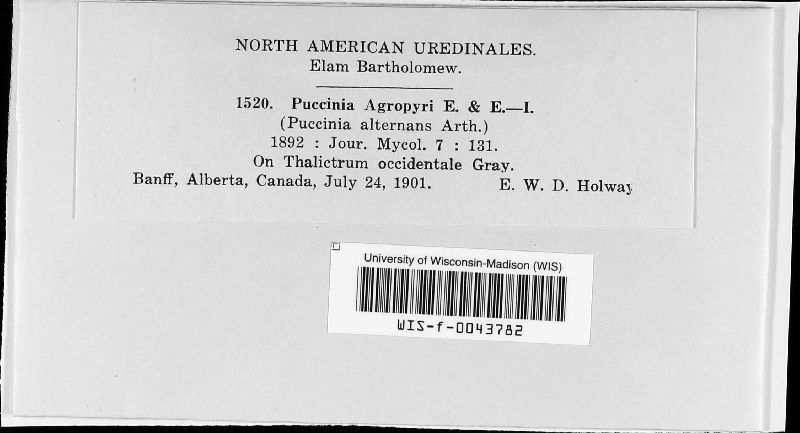 NORTH AMERICAN UREDINALES.
Elam Bartholomew.
1520. Puccinia Agropyri E. & E.—I.
(Puccinia alternans Arth.)
1892 : Jour. Mycol. 7 : 131.
On Thalictrum occidentale Gray.
Banff, Alberta, Canada, July 24, 1901. E. W. D. Holway
University of Wisconsin-Madison (WIS)
WIS-f-0043782